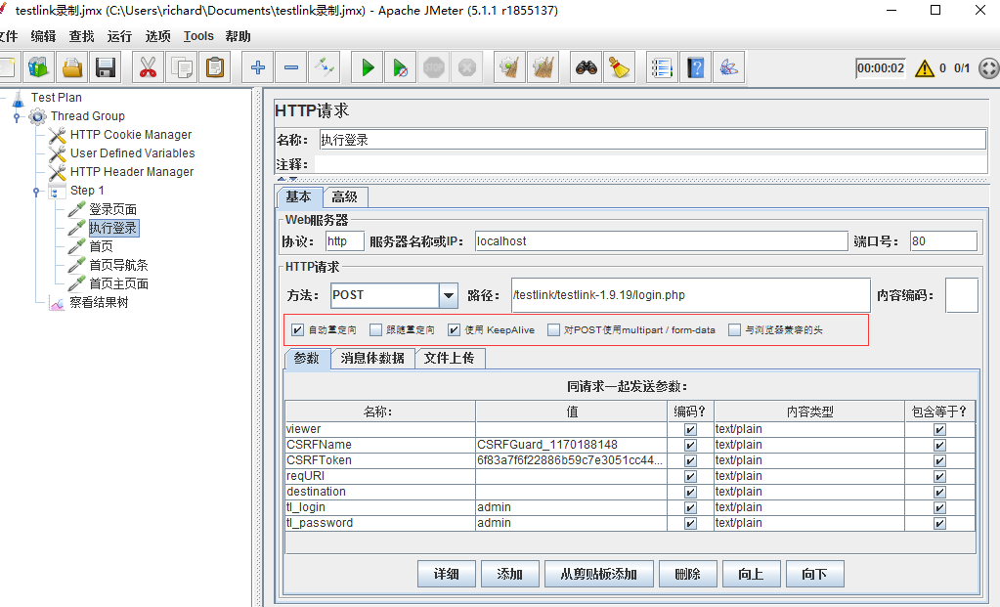 testlink录制.jmx (C:\Users\richard\Documents\testlink录制.jmx) - Apache JMeter (5.1.1 r1855137)
文件 编辑 查找 运行 选项 Tools 帮助
STOP 00:00:02 0 0/1
Test Plan
Thread Group
HTTP Cookie Manager
User Defined Variables
HTTP Header Manager
Step 1
登录页面
执行登录
首页
首页导航条
首页主页面
察看结果树
HTTP请求
名称: 执行登录
注释:
基本 高级
Web服务器
协议: http 服务器名称或IP: localhost 端口号: 80
HTTP请求
方法: POST 路径: /testlink/testlink-1.9.19/login.php 内容编码:
自动重定向 跟随重定向 使用 KeepAlive 对POST使用multipart / form-data 与浏览器兼容的头
参数 消息体数据 文件上传
同请求一起发送参数:
名称: 值 编码? 内容类型 包含等于?
viewer text/plain
CSRFName CSRFGuard_1170188148 text/plain
CSRFToken 6f83a7f6f22886b59c7e3051cc44... text/plain
reqURI text/plain
destination text/plain
tl_login admin text/plain
tl_password admin text/plain
详细 添加 从剪贴板添加 删除 向上 向下